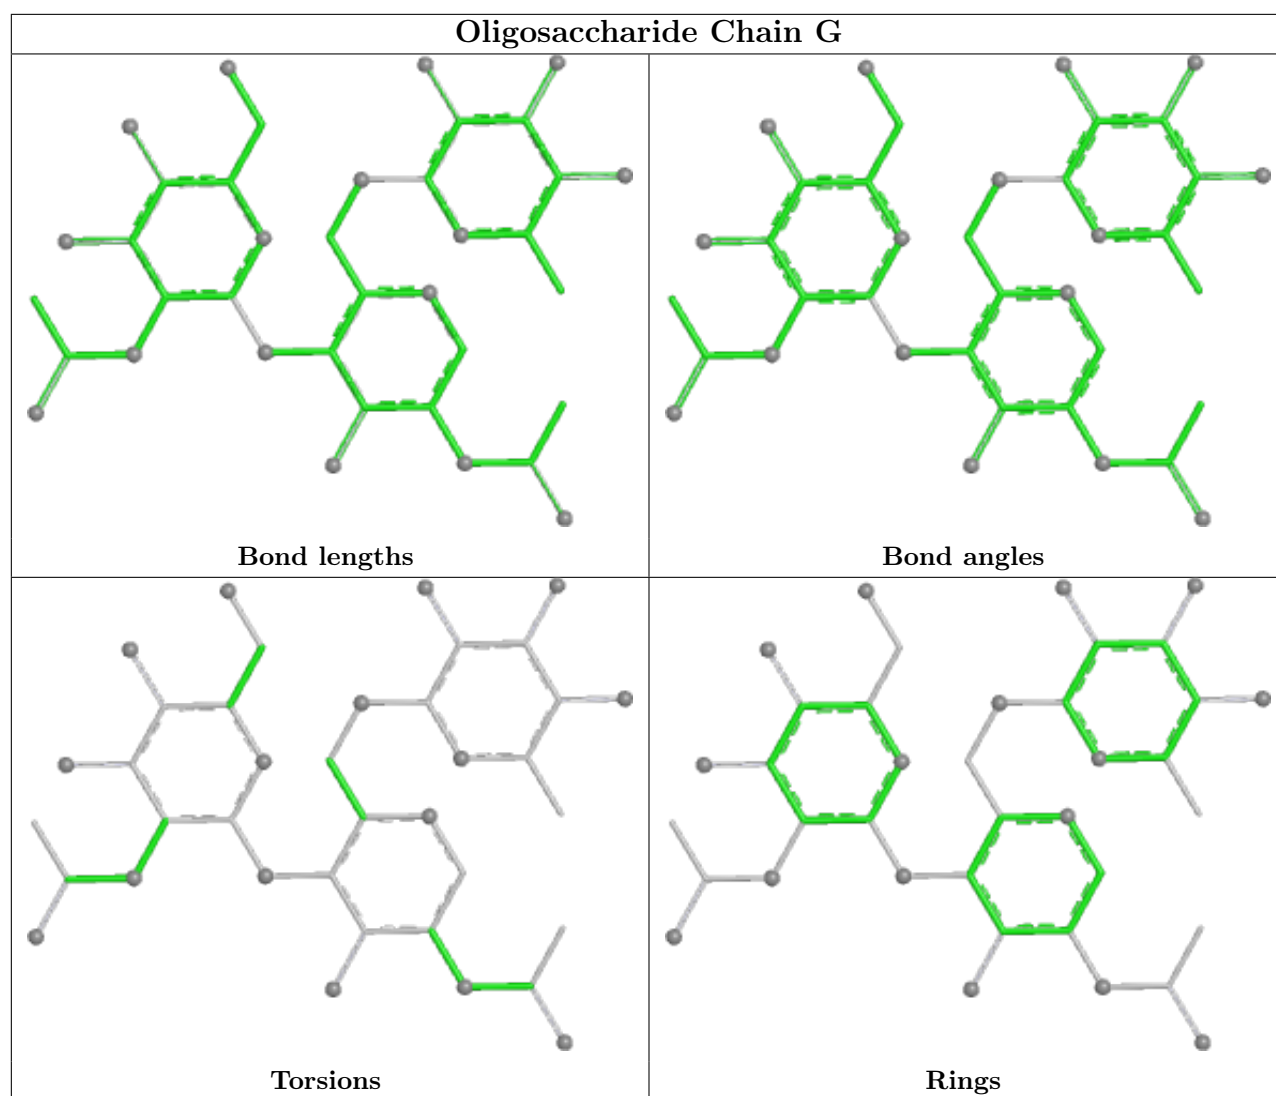 Oligosaccharide Chain G
Bond lengths
Bond angles
Torsions
Rings